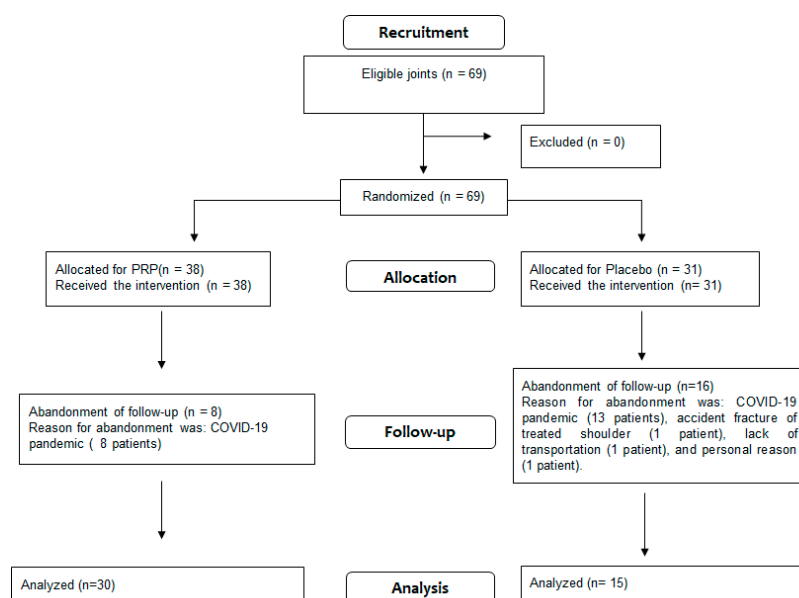 Recruitment
Eligible joints (n = 69)
Excluded (n = 0)
Randomized (n = 69)
Allocated for PRP(n = 38)
Received the intervention (n = 38)
Allocation
Allocated for Placebo (n = 31)
Received the intervention (n= 31)
Abandonment of follow-up (n = 8)
Reason for abandonment was: COVID-19
pandemic ( 8 patients)
Follow-up
Abandonment of follow-up (n=16)
Reason for abandonment was: COVID-19
pandemic (13 patients), accident fracture of
treated shoulder (1 patient), lack of
transportation (1 patient), and personal reason
(1 patient).
Analyzed (n=30)
Analysis
Analyzed (n= 15)